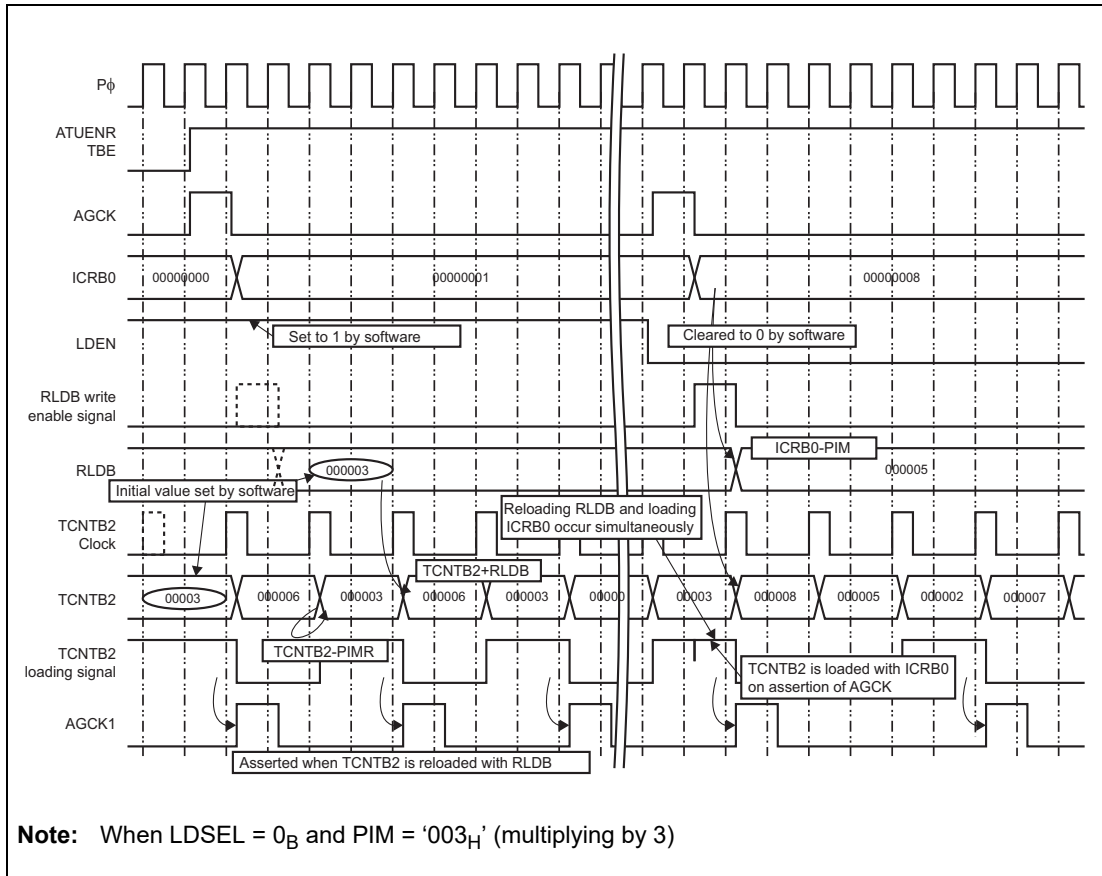 Pϕ
ATUENR
TBE
AGCK
ICRB0
00000000
00000001
00000008
LDEN
Set to 1 by software
Cleared to 0 by software
RLDB write
enable signal
RLDB
000003
ICRB0-PIM
000005
Initial value set by software
Reloading RLDB and loading
ICRB0 occur simultaneously
TCNTB2
Clock
TCNTB2+RLDB
TCNTB2
00003
000006
000003
000006
000003
00000
000003
000008
000005
000002
000007
TCNTB2
loading signal
TCNTB2-PIMR
TCNTB2 is loaded with ICRB0
on assertion of AGCK
AGCK1
Asserted when TCNTB2 is reloaded with RLDB
Note: When LDSEL = 0B and PIM = ‘003H’ (multiplying by 3)